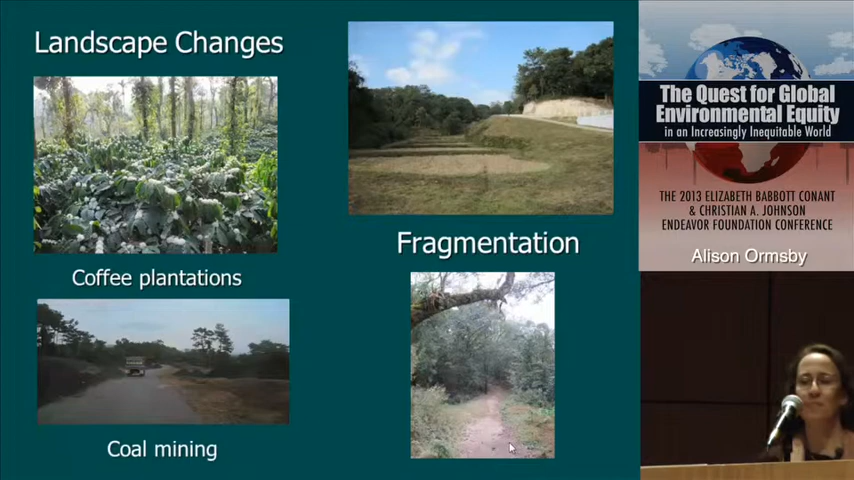 Landscape Changes
Coffee plantations
Coal mining
Fragmentation
The Quest for Global
Environmental Equity
in an Increasingly Inequitable World
THE 2013 ELIZABETH BABBOTT CONANT
& CHRISTIAN A. JOHNSON
ENDEAVOR FOUNDATION CONFERENCE
Alison Ormsby